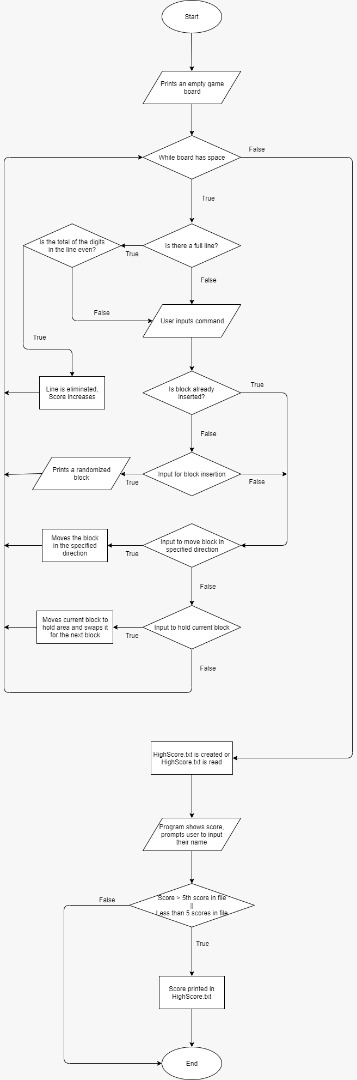 Start
Prints an empty game
board
While board has space
False
True
Is the total of the digits
in the line even?
True
Is there a full line?
False
False
User inputs command
True
Line is eliminated.
Score increases
Is block already
inserted?
True
False
Prints a randomized
block
True
Input for block insertion
False
Moves the block
in the specified
direction
True
Input to move block in
specified direction
False
Moves current block to
hold area and swaps it
for the next block
True
Input to hold current block
False
HighScore.txt is created or
HighScore.txt is read
Program shows score,
prompts user to input
their name
False
Score > 5th score in file
||
Less than 5 scores in file
True
Score printed in
HighScore.txt
End